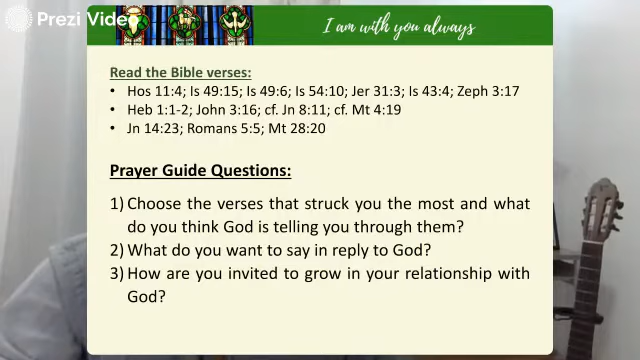 Prezi Video
I am with you always
Read the Bible verses:
• Hos 11:4; Is 49:15; Is 49:6; Is 54:10; Jer 31:3; Is 43:4; Zeph 3:17
• Heb 1:1-2; John 3:16; cf. Jn 8:11; cf. Mt 4:19
• Jn 14:23; Romans 5:5; Mt 28:20
Prayer Guide Questions:
1) Choose the verses that struck you the most and what
do you think God is telling you through them?
2) What do you want to say in reply to God?
3) How are you invited to grow in your relationship with
God?